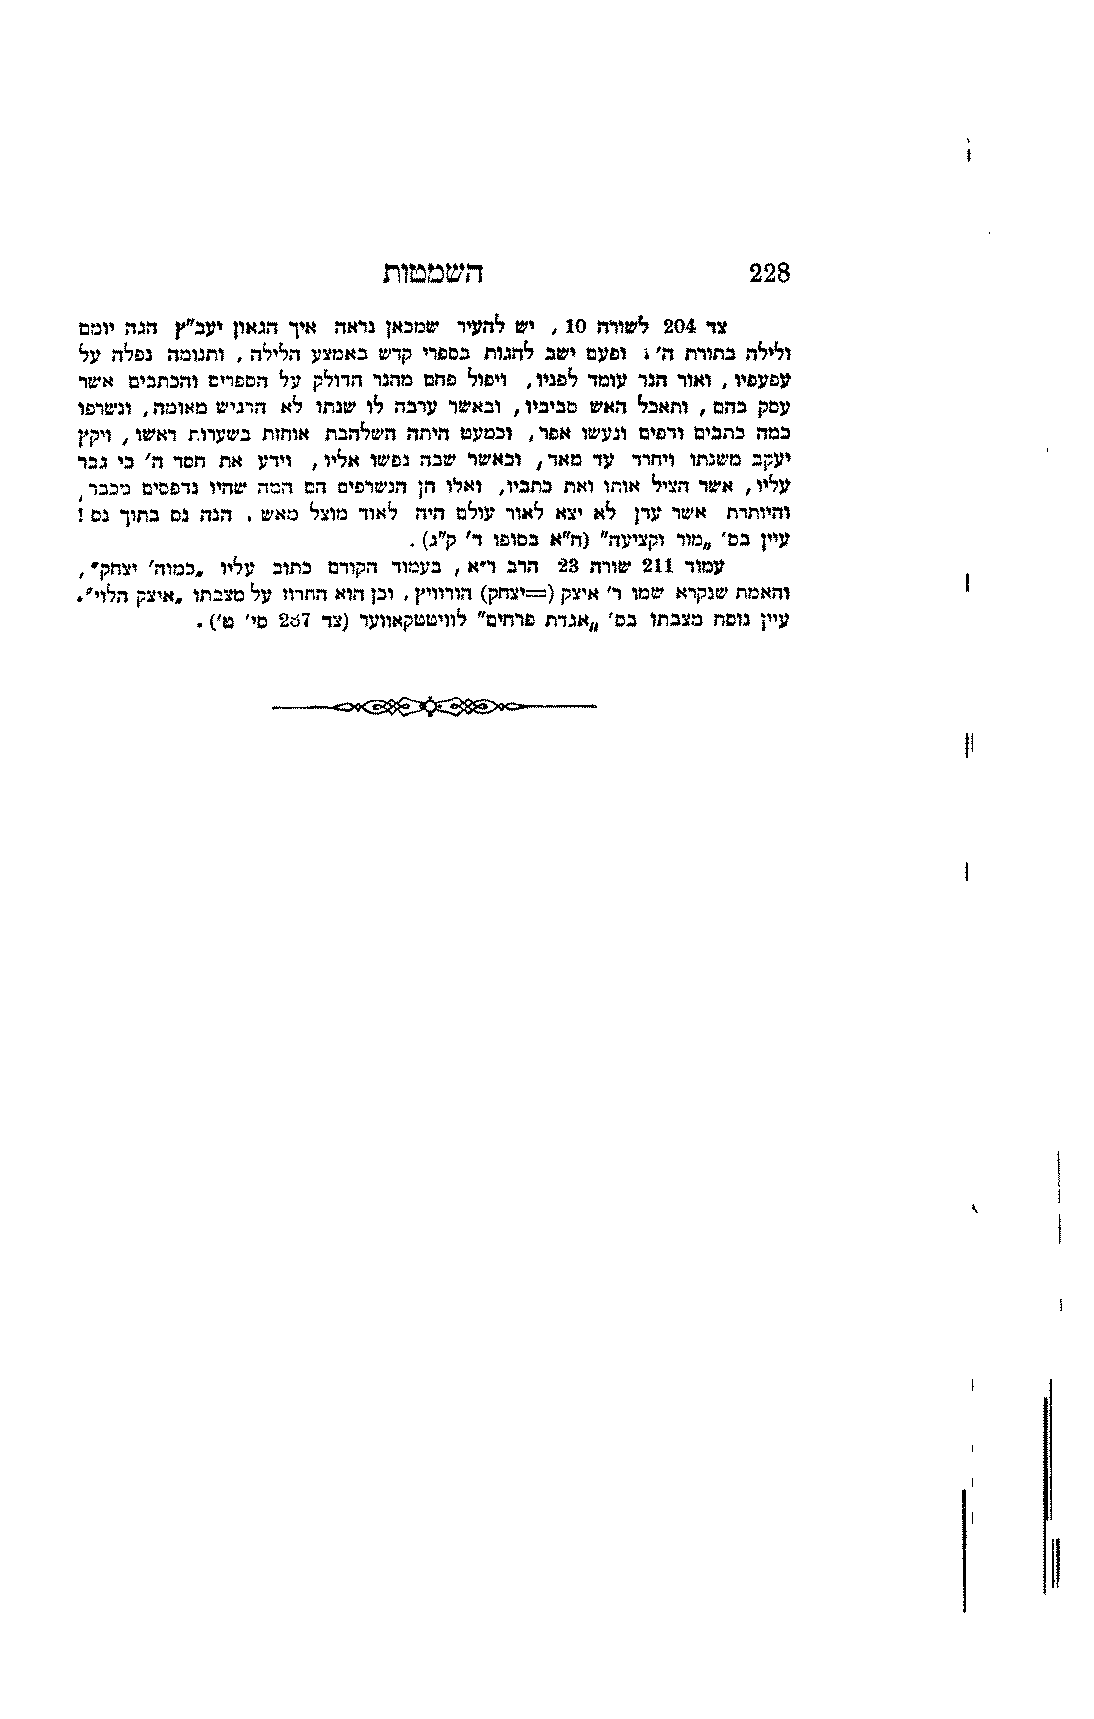 228 השמטות
צד 204 לשורה 10, יש להעיר שמכאן נראה איך הגאון יעב"ץ הגה יומם
ולילה בתורת ה'. ופעם ישב להגות בספרי קדש באמצע הלילה, ותנומה נפלה על
עפעפיו, ואור הנר עומד לפניו, ויפול פחם מהנר הדולק על הספרים והכתבים אשר
עסק בהם, ותאכל האש סביביו, ובאשר ערבה לו שנתו לא הרגיש מאומה, ונשרפו
כמה כתבים ודפים ונעשו אפר, וכמעט היתה השלהבת אוחזת בשערות ראשו, ויקץ
יעקב משנתו ויחרד עד מאד, וכאשר שבה נפשו אליו, וידע את חסד ה' כי גבר
עליו, אשר הציל אותו ואת כתביו, ואלו הן הנשרפים הם המה שהיו נדפסים מכבר,
והיותרת אשר עדן לא יצא לאור עולם היה לאוד מוצל מאש. הנה נס בתוך נס!
עיין בס' „מור וקציעה" (ח"א בסופו ד' ק"ג).
עמוד 211 שורה 23 הרב ר"א, בעמוד הקודם כתוב עליו „כמוה' יצחק",
והאמת שנקרא שמו ר' איצק (=יצחק) הורוויץ, וכן הוא החרוז על מצבתו „איצק הלוי".
עיין נוסח מצבתו בס' „אגדת פרחים" לוויטטקאווער (צד 287 סי' ט').